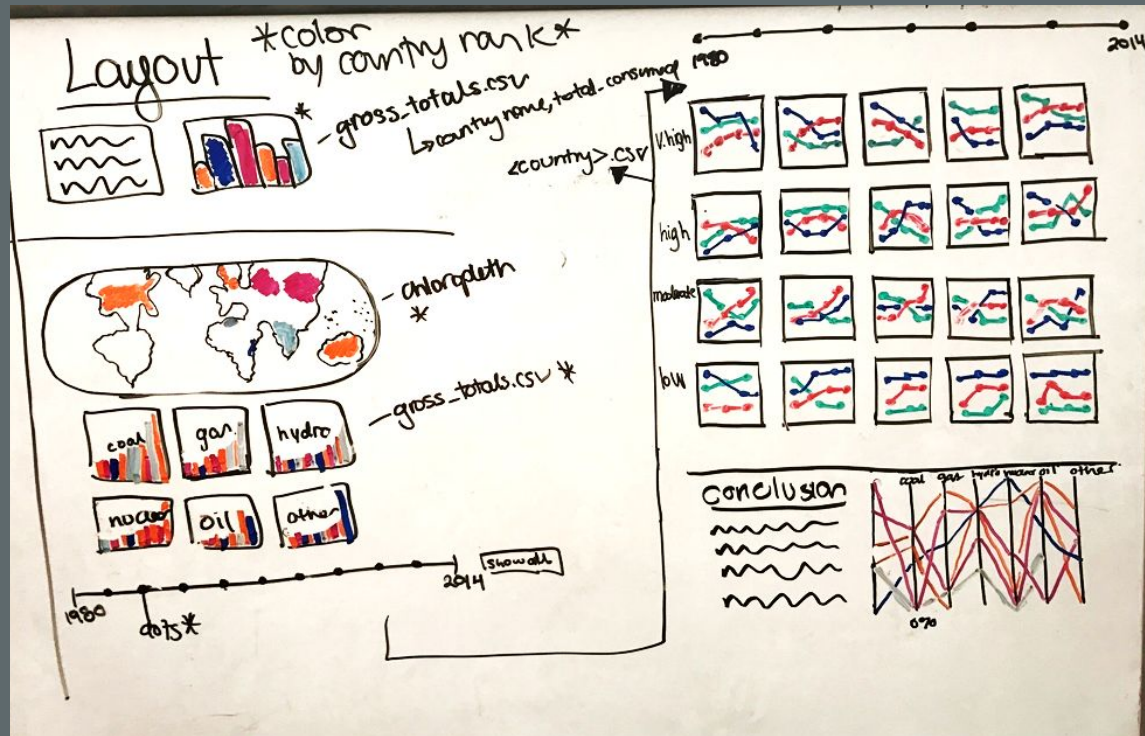 Layout
*color
by country rank*
*
gross_totals.csv
↳ country name, total_consumed
chloropleth
*
gross_totals.csv *
coal
gas
hydro
nuclear
oil
other
1980
2014
show all
dots*
<country>.csv
1980
2014
V.high
high
moderate
low
conclusion
coal gas hydro nuclear oil other
0%